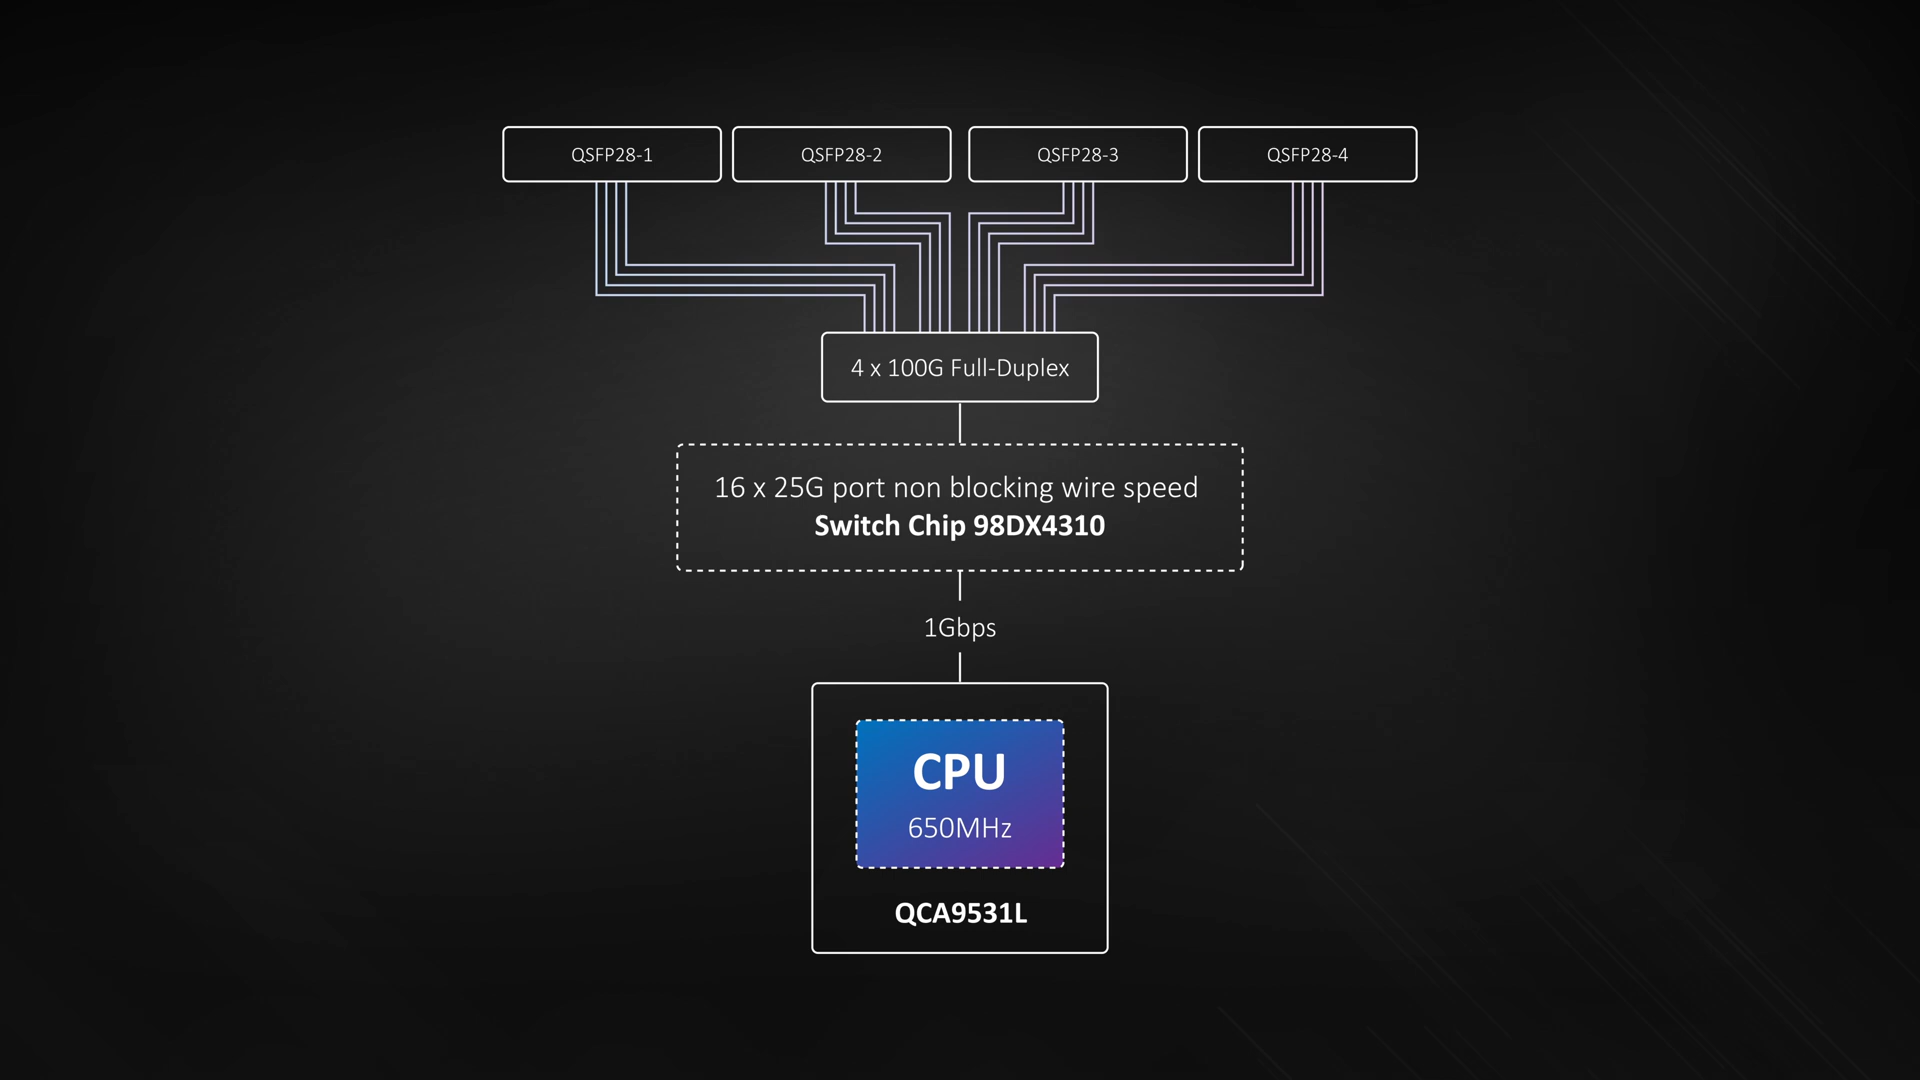 QSFP28-1
QSFP28-2
QSFP28-3
QSFP28-4
4 x 100G Full-Duplex
16 x 25G port non blocking wire speed
Switch Chip 98DX4310
1Gbps
CPU
650MHz
QCA9531L